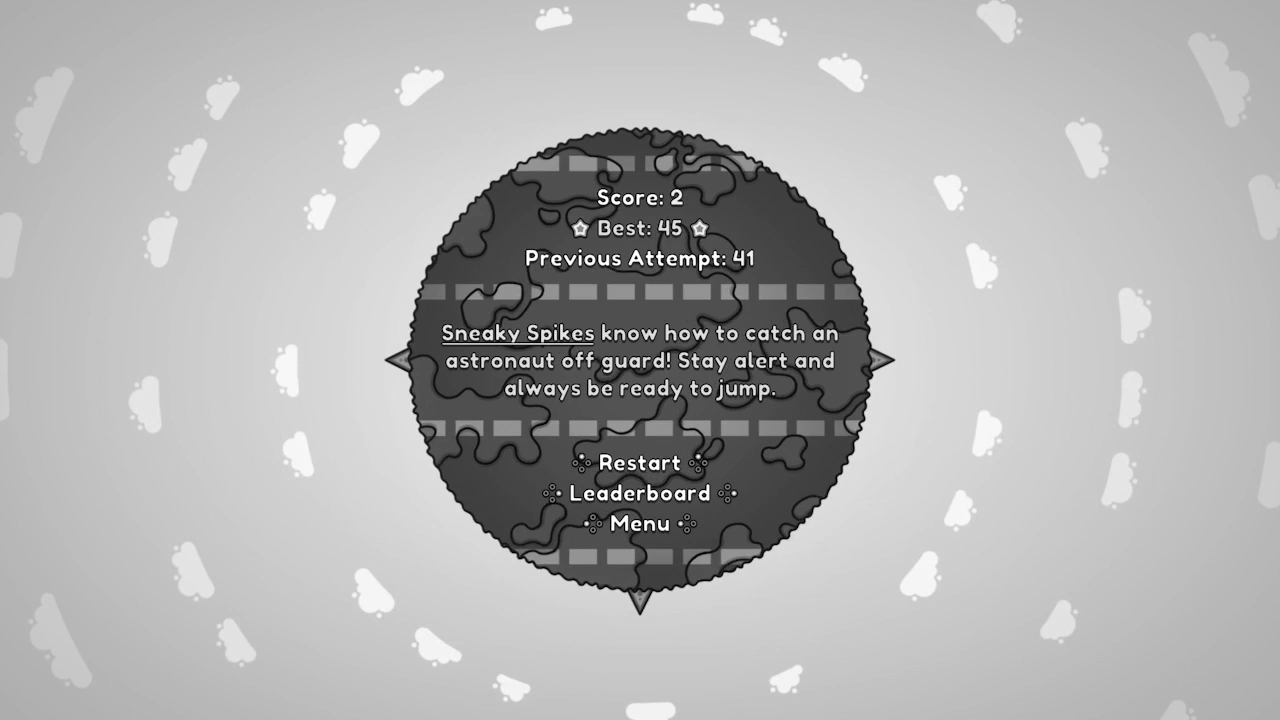 Score: 2
Best: 45
Previous Attempt: 41
Sneaky Spikes know how to catch an
astronaut off guard! Stay alert and
always be ready to jump.
Restart
Leaderboard
Menu